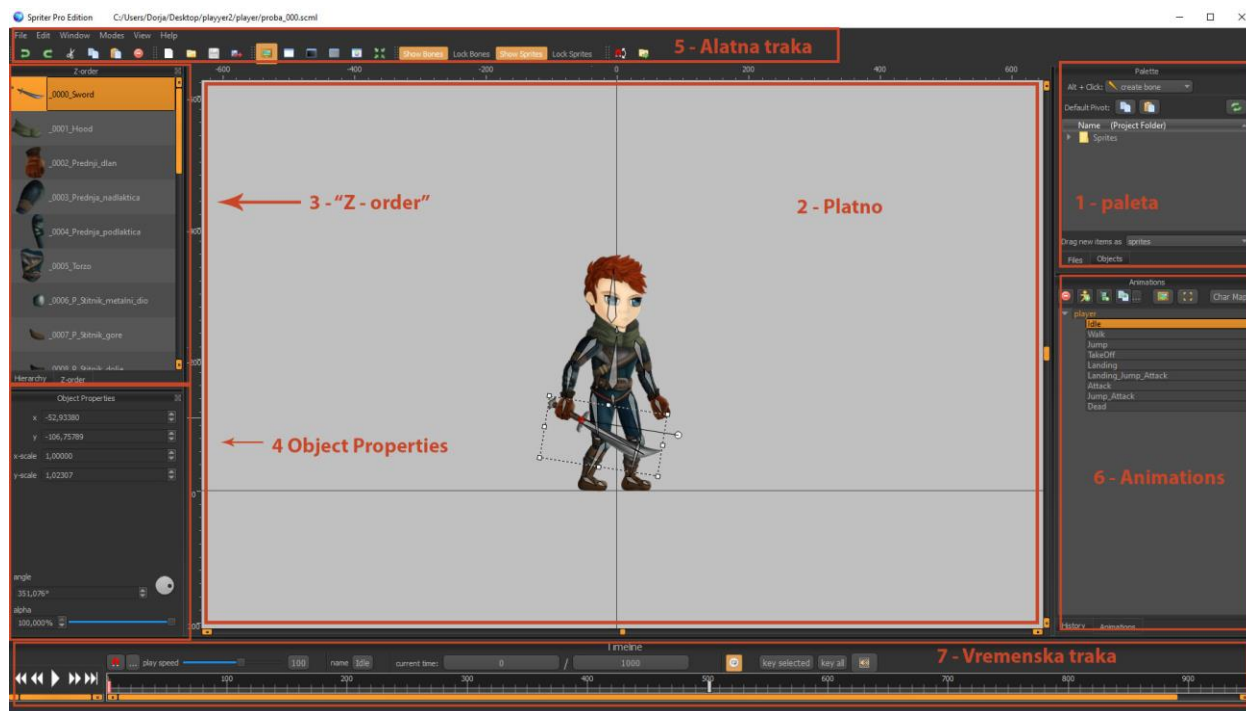 Spriter Pro Edition C:/Users/Dorja/Desktop/playyer2/player/proba_000.scml
File Edit Window Modes View Help
Show Bones Lock Bones Show Sprites Lock Sprites
5 - Alatna traka
Z-order
_0000_Sword
_0001_Hood
_0002_Prednji_dlan
_0003_Prednja_nadlaktica
_0004_Prednja_podlaktica
_0005_Torzo
_0006_P_Stitnik_metalni_dio
_0007_P_Stitnik_gore
_0008_P_Stitnik_dolje
Hierarchy Z-order
Object Properties
x -52,93380
y -106,75789
x-scale 1,00000
y-scale 1,02307
angle
351,076°
alpha
100,000%
-600 -400 -200 0 200 400 600
3 - “Z - order”
2 - Platno
4 Object Properties
Palette
Alt + Click: create bone
Default Pivot:
Name (Project Folder)
Sprites
1 - paleta
Drag new items as sprites
Files Objects
Animations
Char Map
player
Idle
Walk
Jump
TakeOff
Landing
Landing_Jump_Attack
Attack
Jump_Attack
Dead
6 - Animations
History Animations
Timeline
... play speed 100 name Idle current time: 0 / 1000 key selected key all
7 - Vremenska traka
100 200 300 400 500 600 700 800 900